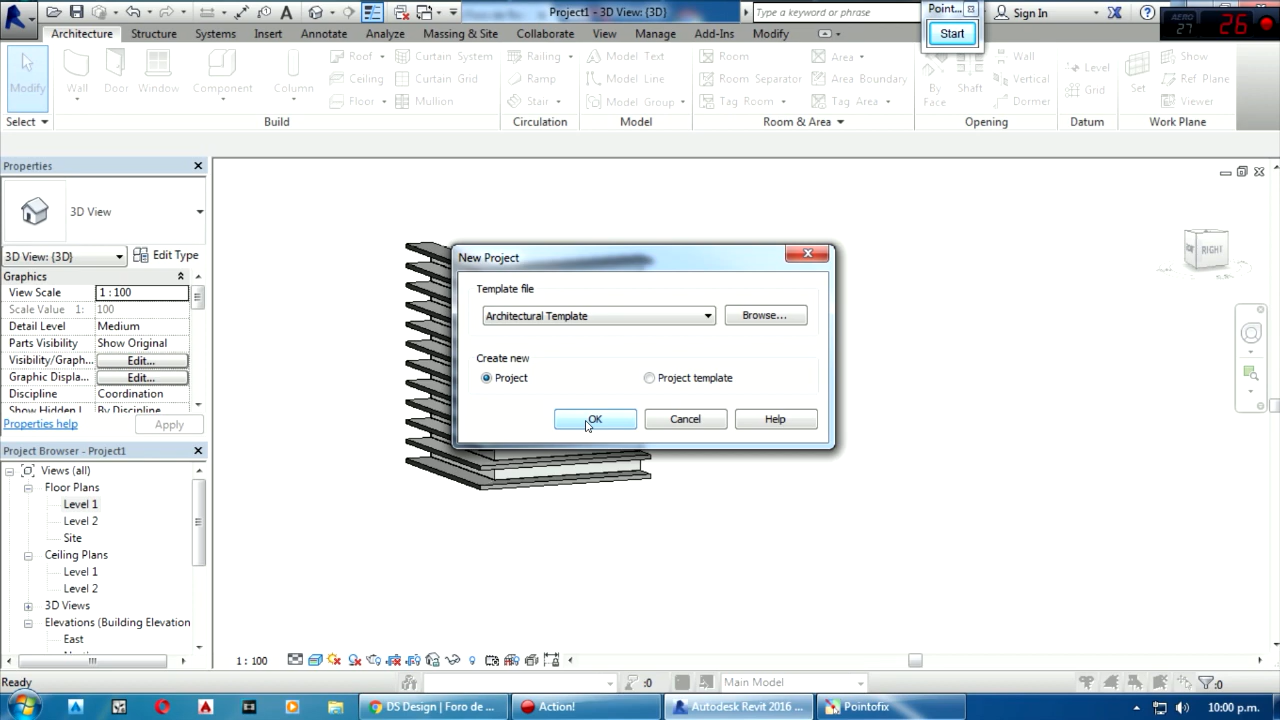 Project1 - 3D View: {3D}
Type a keyword or phrase
Sign In
Point...
Start
AERO
27
26
Architecture Structure Systems Insert Annotate Analyze Massing & Collaborate View Manage Add-Ins Modify
Modify
Wall Door Window Component Column
Roof
Ceiling
Floor
Curtain System
Curtain Grid
Mullion
Railing
Ramp
Stair
Model Text
Model Line
Model Group
Room
Room Separator
Tag Room
Area
Area Boundary
Tag Area
By Face
Shaft
Wall
Vertical
Dormer
Level
Grid
Set
Show
Ref Plane
Viewer
Select Build Circulation Model Room & Area Opening Datum Work Plane
Properties
3D View
3D View: {3D} Edit Type
Graphics
View Scale 1 : 100
Scale Value 1: 100
Detail Level Medium
Parts Visibility Show Original
Visibility/Graph... Edit...
Graphic Displa... Edit...
Discipline Coordination
Show Hidden By Discipline
Properties help Apply
Project Browser - Project1
Views (all)
Floor Plans
Level 1
Level 2
Site
Ceiling Plans
Level 1
Level 2
3D Views
Elevations (Building Elevation
East
New Project
Template file
Architectural Template Browse...
Create new
Project Project template
OK Cancel Help
RIGHT
1 : 100
Ready
:0
Main Model
:0
DS Design | Foro de ...
Action!
Autodesk Revit 2016 ...
Pointofix
10:00 p.m.